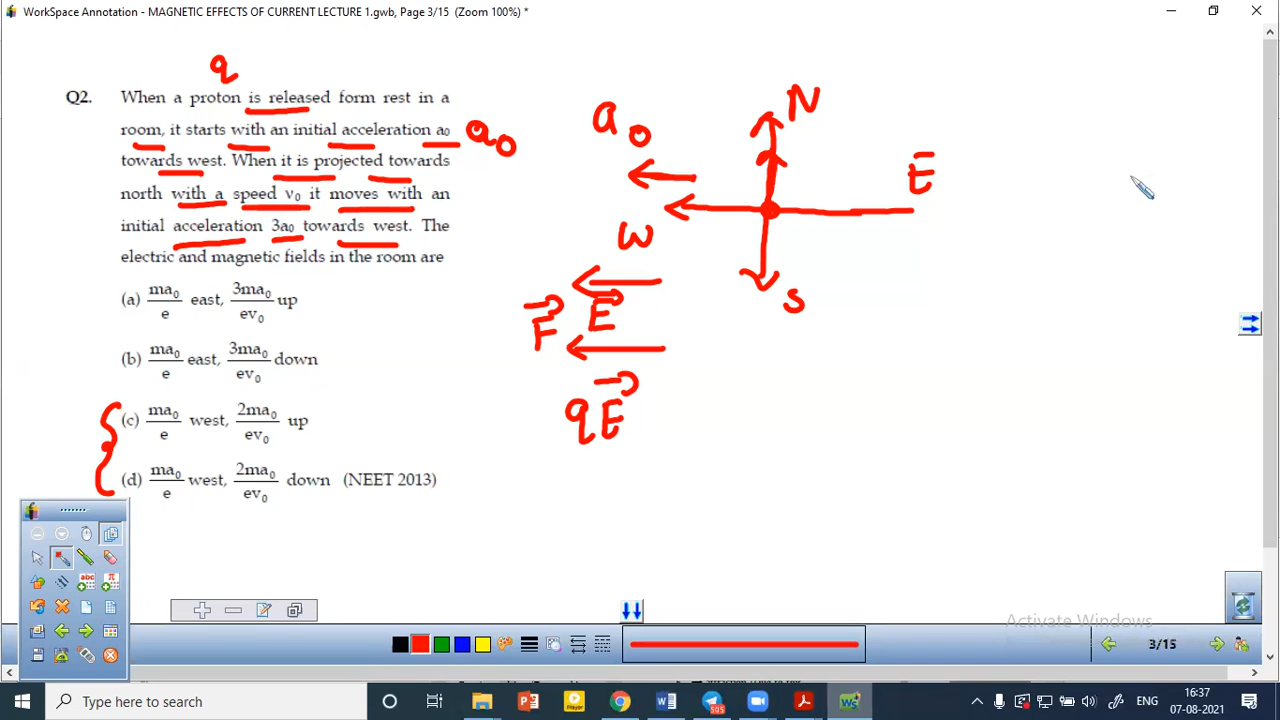 WorkSpace Annotation - MAGNETIC EFFECTS OF CURRENT LECTURE 1.gwb, Page 3/15 (Zoom 100%) *
q
Q2. When a proton is released form rest in a
room, it starts with an initial acceleration a₀ a₀
towards west. When it is projected towards
north with a speed v₀ it moves with an
initial acceleration 3a₀ towards west. The
electric and magnetic fields in the room are
(a) ma₀/e east, 3ma₀/ev₀ up
(b) ma₀/e east, 3ma₀/ev₀ down
(c) ma₀/e west, 2ma₀/ev₀ up
(d) ma₀/e west, 2ma₀/ev₀ down (NEET 2013)
N
a₀
E
W
S
F⃗ E⃗
qE⃗
abc
π
Activate Windows
3/15
Type here to search
505
ENG
16:37
07-08-2021